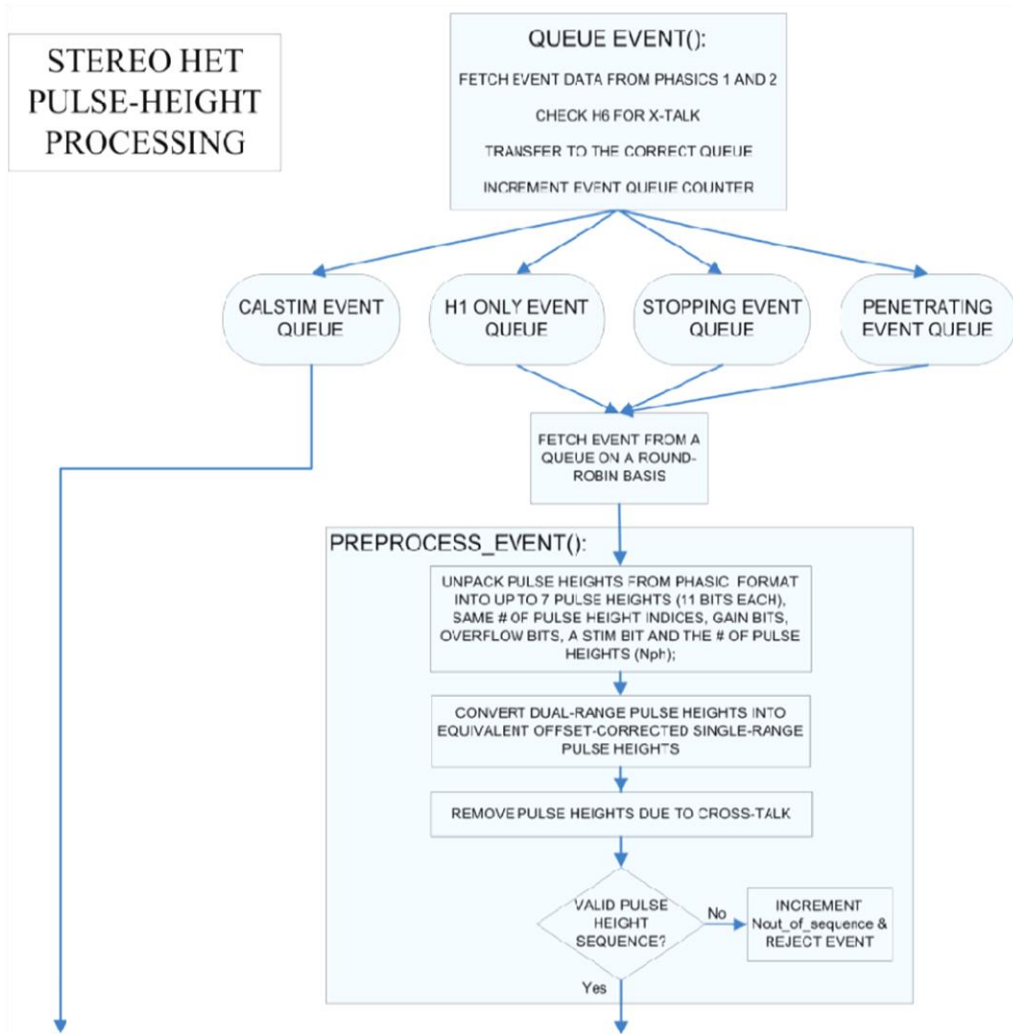 STEREO HET
PULSE-HEIGHT
PROCESSING
QUEUE EVENT():
FETCH EVENT DATA FROM PHASICS 1 AND 2
CHECK H6 FOR X-TALK
TRANSFER TO THE CORRECT QUEUE
INCREMENT EVENT QUEUE COUNTER
CALSTIM EVENT
QUEUE
H1 ONLY EVENT
QUEUE
STOPPING EVENT
QUEUE
PENETRATING
EVENT QUEUE
FETCH EVENT FROM A
QUEUE ON A ROUND-
ROBIN BASIS
PREPROCESS_EVENT():
UNPACK PULSE HEIGHTS FROM PHASIC FORMAT
INTO UP TO 7 PULSE HEIGHTS (11 BITS EACH),
SAME # OF PULSE HEIGHT INDICES, GAIN BITS,
OVERFLOW BITS, A STIM BIT AND THE # OF PULSE
HEIGHTS (Nph);
CONVERT DUAL-RANGE PULSE HEIGHTS INTO
EQUIVALENT OFFSET-CORRECTED SINGLE-RANGE
PULSE HEIGHTS
REMOVE PULSE HEIGHTS DUE TO CROSS-TALK
VALID PULSE
HEIGHT
SEQUENCE?
No
INCREMENT
Nout_of_sequence &
REJECT EVENT
Yes